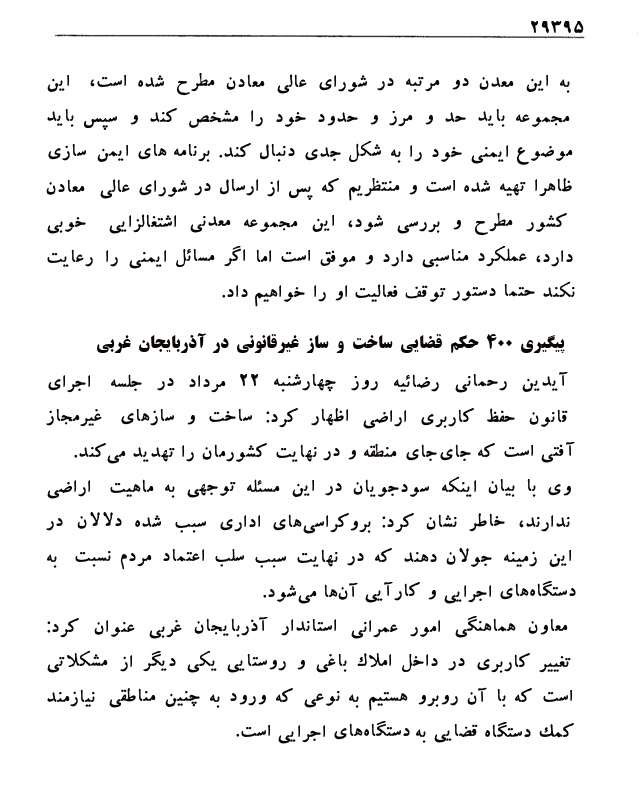 ۲۹۳۹۵
به این معدن دو مرتبه در شورای عالی معادن مطرح شده است، این
مجموعه باید حد و مرز و حدود خود را مشخص کند و سپس باید
موضوع ایمنی خود را به شکل جدی دنبال کند. برنامه های ایمن سازی
ظاهرا تهیه شده است و منتظریم که پس از ارسال در شورای عالی معادن
کشور مطرح و بررسی شود، این مجموعه معدنی اشتغالزایی خوبی
دارد، عملکرد مناسبی دارد و موفق است اما اگر مسائل ایمنی را رعایت
نکند حتما دستور توقف فعالیت او را خواهیم داد.
پیگیری ۴۰۰ حکم قضایی ساخت و ساز غیرقانونی در آذربایجان غربی
آیدین رحمانی رضائیه روز چهارشنبه ۲۲ مرداد در جلسه اجرای
قانون حفظ کاربری اراضی اظهار کرد: ساخت و سازهای غیرمجاز
آفتی است که جای‌جای منطقه و در نهایت کشورمان را تهدید می‌کند.
وی با بیان اینکه سودجویان در این مسئله توجهی به ماهیت اراضی
ندارند، خاطر نشان کرد: بروکراسی‌های اداری سبب شده دلالان در
این زمینه جولان دهند که در نهایت سبب سلب اعتماد مردم نسبت به
دستگاه‌های اجرایی و کارآیی آن‌ها می‌شود.
معاون هماهنگی امور عمرانی استاندار آذربایجان غربی عنوان کرد:
تغییر کاربری در داخل املاك باغی و روستایی یکی دیگر از مشکلاتی
است که با آن روبرو هستیم به نوعی که ورود به چنین مناطقی نیازمند
کمك دستگاه قضایی به دستگاه‌های اجرایی است.